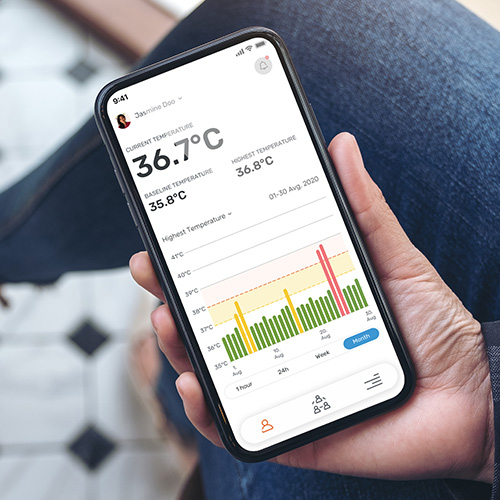 9:41
Jasmine Doo
CURRENT TEMPERATURE
36.7°C
BASELINE TEMPERATURE
35.8°C
HIGHEST TEMPERATURE
36.8°C
Highest Temperature
01-30 Avg, 2020
41°C
40°C
39°C
38°C
37°C
36°C
35°C
1.
Aug
10.
Aug
20.
Aug
30.
Aug
1 hour
24h
Week
Month